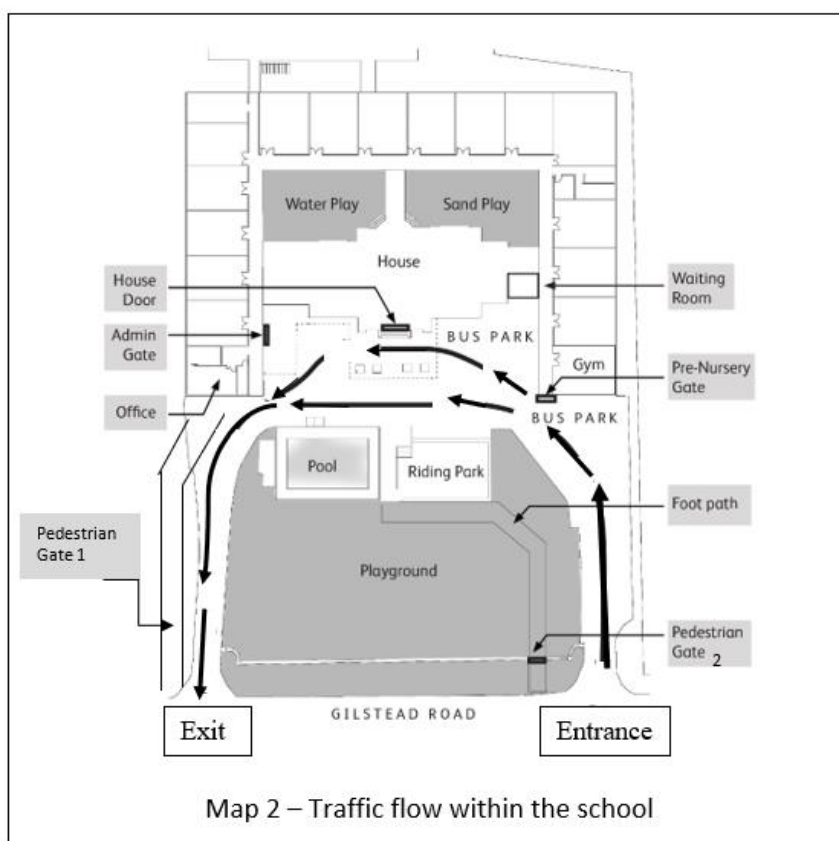 Water Play
Sand Play
House
House
Door
Waiting
Room
Admin
Gate
BUS PARK
Gym
Pre-Nursery
Gate
Office
BUS PARK
Pool
Riding Park
Foot path
Pedestrian
Gate 1
Playground
Pedestrian
Gate 2
GILSTEAD ROAD
Exit
Entrance
Map 2 – Traffic flow within the school